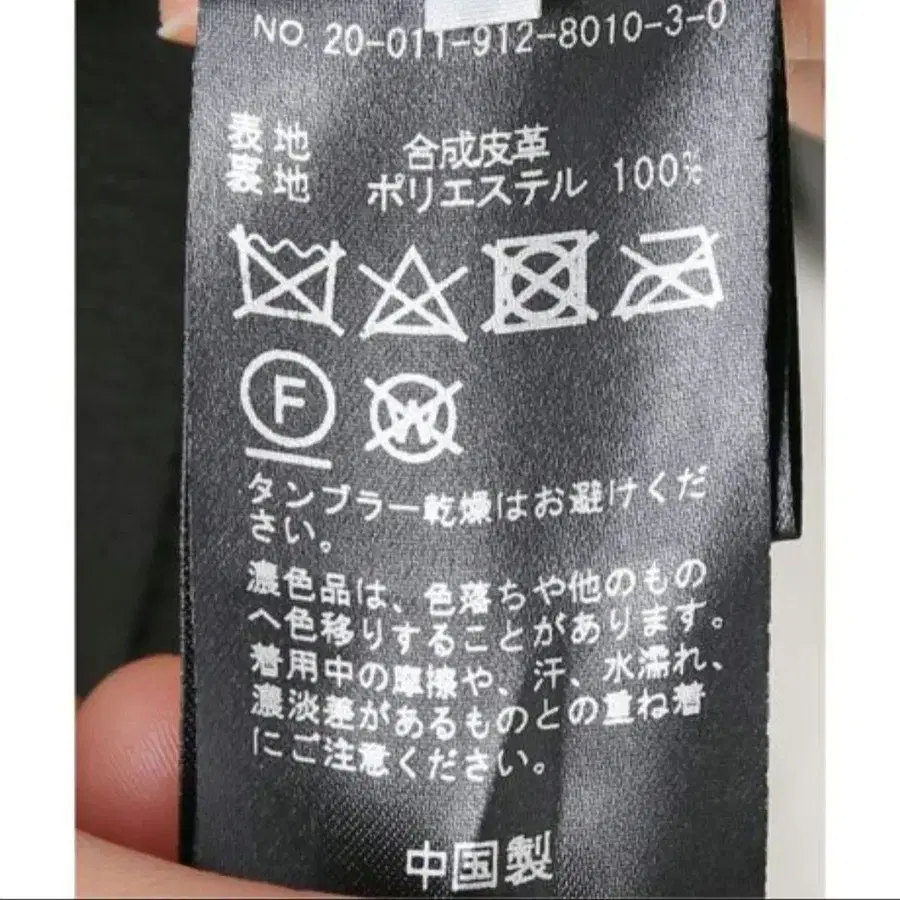 NO. 20-011-912-8010-3-0
表地 合成皮革
裏地 ポリエステル 100%
F
W
タンブラー乾燥はお避けくだ
さい。
濃色品は、色落ちや他のもの
へ色移りすることがあります。
着用中の摩擦や、汗、水濡れ、
濃淡差があるものとの重ね着
にご注意ください。
中国製